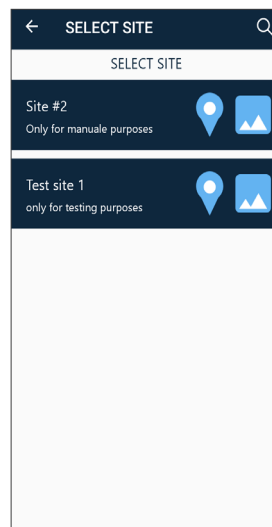 SELECT SITE
SELECT SITE
Site #2
Only for manuale purposes
Test site 1
only for testing purposes